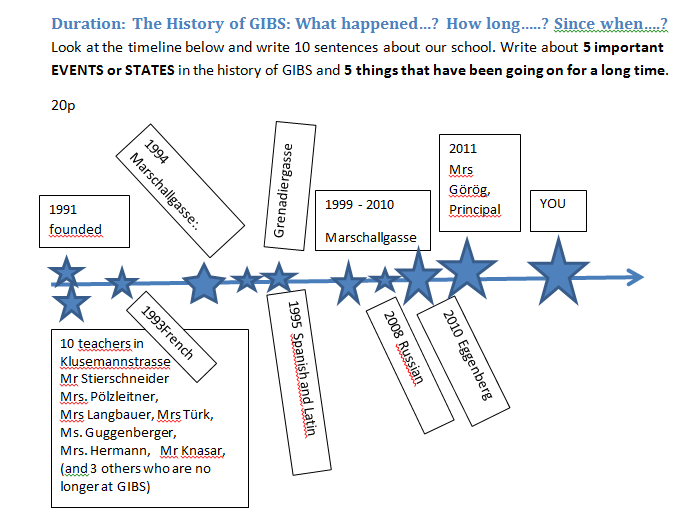 Duration:  The History of GIBS: What happened...?  How long.....? Since when....?
Look at the timeline below and write 10 sentences about our school. Write about 5 important
EVENTS or STATES in the history of GIBS and 5 things that have been going on for a long time.
20p
1991
founded
1994
Marschallgasse:.
Grenadiergasse
1999 - 2010
Marschallgasse
2011
Mrs
Görög,
Principal
YOU
1993French
10 teachers in
Klusemannstrasse
Mr Stierschneider
Mrs. Pölzleitner,
Mrs Langbauer, Mrs Türk,
Ms. Guggenberger,
Mrs. Hermann,   Mr Knasar,
(and 3 others who are no
longer at GIBS)
1995 Spanish and Latin
2008 Russian
2010 Eggenberg